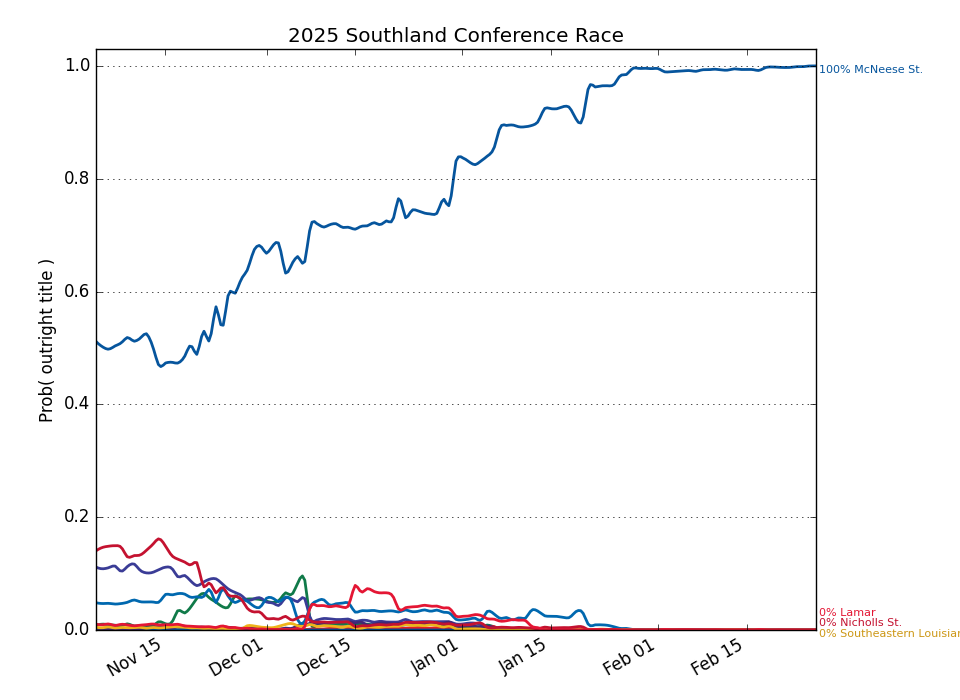 2025 Southland Conference Race
Prob( outright title )
1.0
0.8
0.6
0.4
0.2
0.0
Nov 15
Dec 01
Dec 15
Jan 01
Jan 15
Feb 01
Feb 15
100% McNeese St.
0% Lamar
0% Nicholls St.
0% Southeastern Louisian